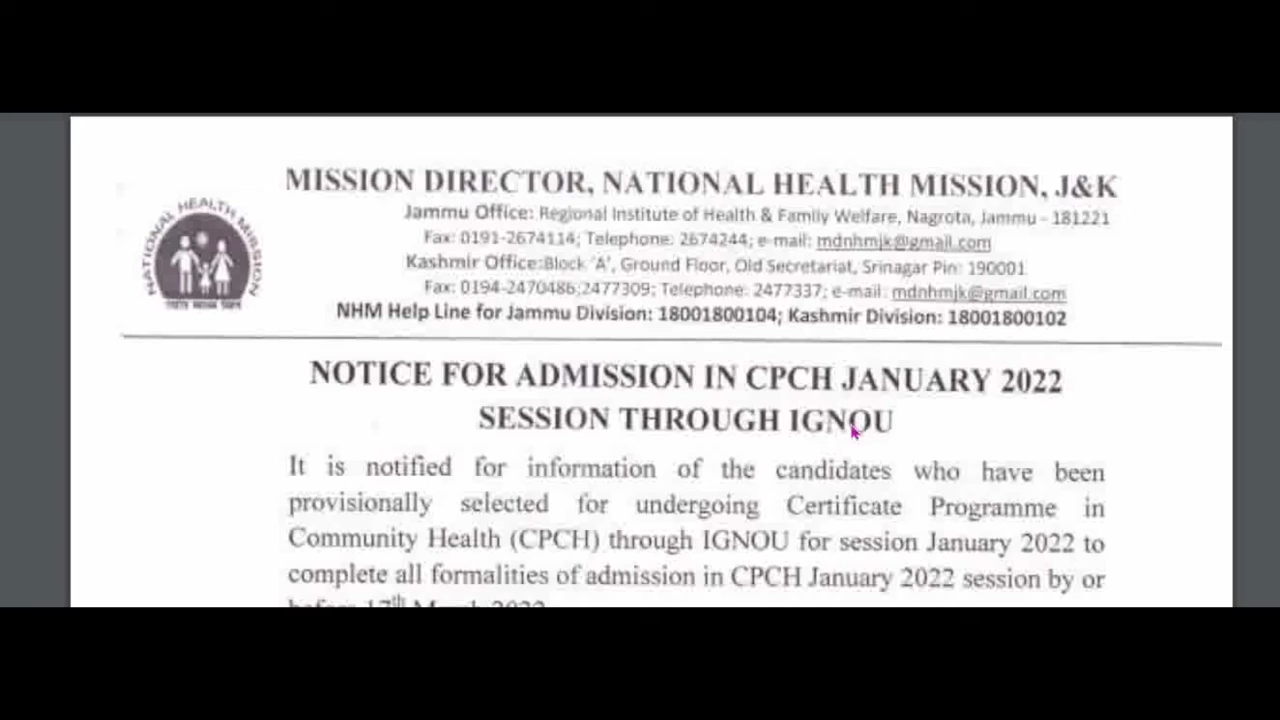 MISSION DIRECTOR, NATIONAL HEALTH MISSION, J&K
Jammu Office: Regional Institute of Health & Family Welfare, Nagrota, Jammu - 181221
Fax: 0191-2674114; Telephone: 2674244; e-mail: mdnhmjk@gmail.com
Kashmir Office:Block 'A', Ground Floor, Old Secretariat, Srinagar Pin: 190001
Fax: 0194-2470486;2477309; Telephone: 2477337; e-mail: mdnhmjk@gmail.com
NHM Help Line for Jammu Division: 18001800104; Kashmir Division: 18001800102
NATIONAL HEALTH MISSION
NOTICE FOR ADMISSION IN CPCH JANUARY 2022
SESSION THROUGH IGNOU
It is notified for information of the candidates who have been
provisionally selected for undergoing Certificate Programme in
Community Health (CPCH) through IGNOU for session January 2022 to
complete all formalities of admission in CPCH January 2022 session by or
before 17th March 2022